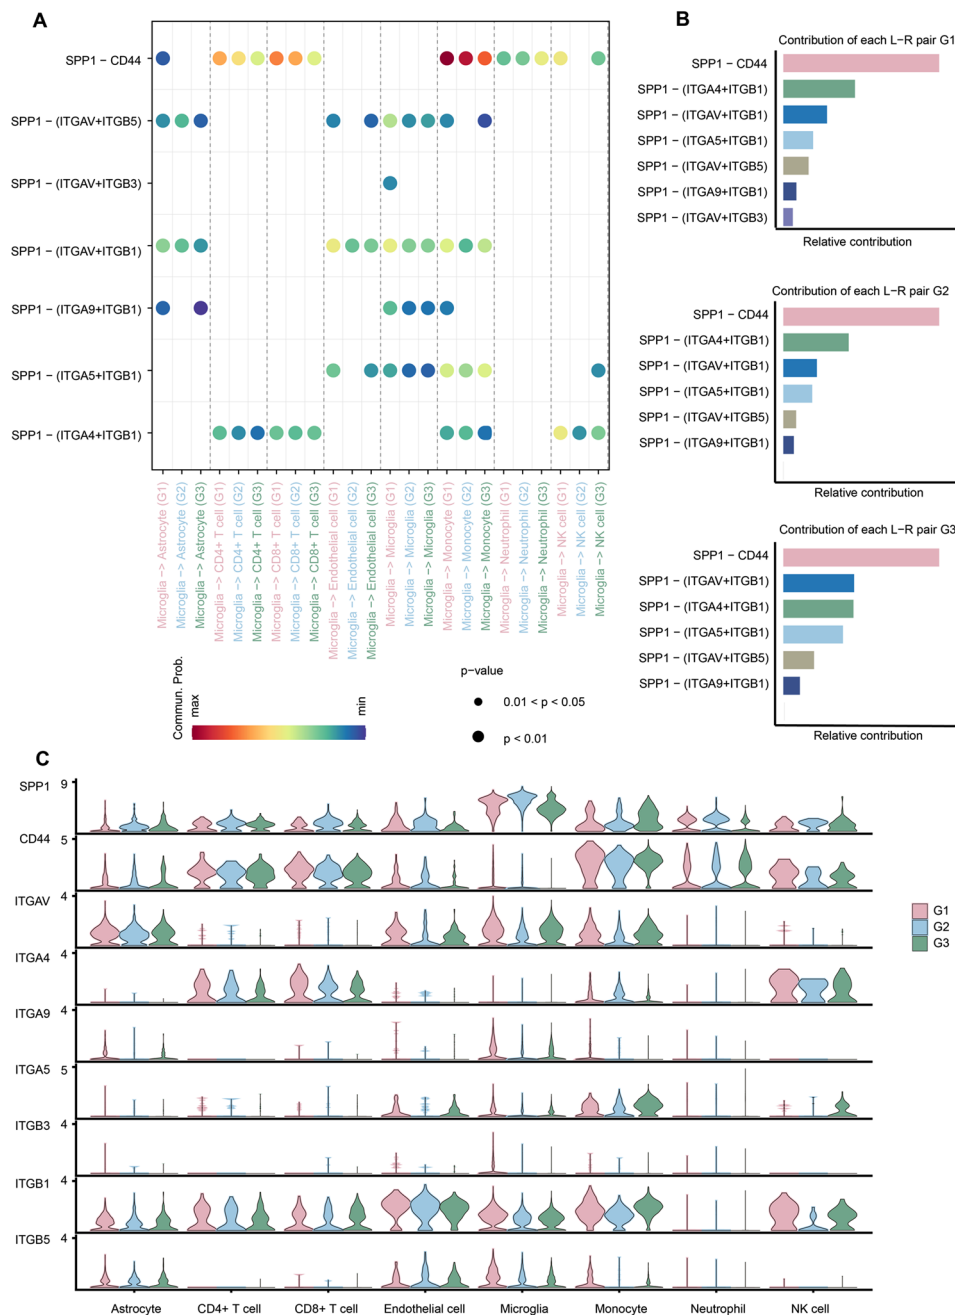 A
SPP1 − CD44
SPP1 − (ITGAV+ITGB5)
SPP1 − (ITGAV+ITGB3)
SPP1 − (ITGAV+ITGB1)
SPP1 − (ITGA9+ITGB1)
SPP1 − (ITGA5+ITGB1)
SPP1 − (ITGA4+ITGB1)
Microglia −> Astrocyte (G1)
Microglia −> Astrocyte (G2)
Microglia −> Astrocyte (G3)
Microglia −> CD4+ T cell (G1)
Microglia −> CD4+ T cell (G2)
Microglia −> CD4+ T cell (G3)
Microglia −> CD8+ T cell (G1)
Microglia −> CD8+ T cell (G2)
Microglia −> CD8+ T cell (G3)
Microglia −> Endothelial cell (G1)
Microglia −> Endothelial cell (G2)
Microglia −> Endothelial cell (G3)
Microglia −> Microglia (G1)
Microglia −> Microglia (G2)
Microglia −> Microglia (G3)
Microglia −> Monocyte (G1)
Microglia −> Monocyte (G2)
Microglia −> Monocyte (G3)
Microglia −> Neutrophil (G1)
Microglia −> Neutrophil (G2)
Microglia −> Neutrophil (G3)
Microglia −> NK cell (G1)
Microglia −> NK cell (G2)
Microglia −> NK cell (G3)
Commun. Prob.
max
min
p−value
0.01 < p < 0.05
p < 0.01
B
Contribution of each L−R pair G1
SPP1 − CD44
SPP1 − (ITGA4+ITGB1)
SPP1 − (ITGAV+ITGB1)
SPP1 − (ITGA5+ITGB1)
SPP1 − (ITGAV+ITGB5)
SPP1 − (ITGA9+ITGB1)
SPP1 − (ITGAV+ITGB3)
Relative contribution
Contribution of each L−R pair G2
SPP1 − CD44
SPP1 − (ITGA4+ITGB1)
SPP1 − (ITGAV+ITGB1)
SPP1 − (ITGA5+ITGB1)
SPP1 − (ITGAV+ITGB5)
SPP1 − (ITGA9+ITGB1)
Relative contribution
Contribution of each L−R pair G3
SPP1 − CD44
SPP1 − (ITGAV+ITGB1)
SPP1 − (ITGA4+ITGB1)
SPP1 − (ITGA5+ITGB1)
SPP1 − (ITGAV+ITGB5)
SPP1 − (ITGA9+ITGB1)
Relative contribution
C
SPP1 9
CD44 5
ITGAV 4
ITGA4 4
ITGA9 4
ITGA5 5
ITGB3 4
ITGB1 4
ITGB5 4
G1
G2
G3
Astrocyte CD4+ T cell CD8+ T cell Endothelial cell Microglia Monocyte Neutrophil NK cell